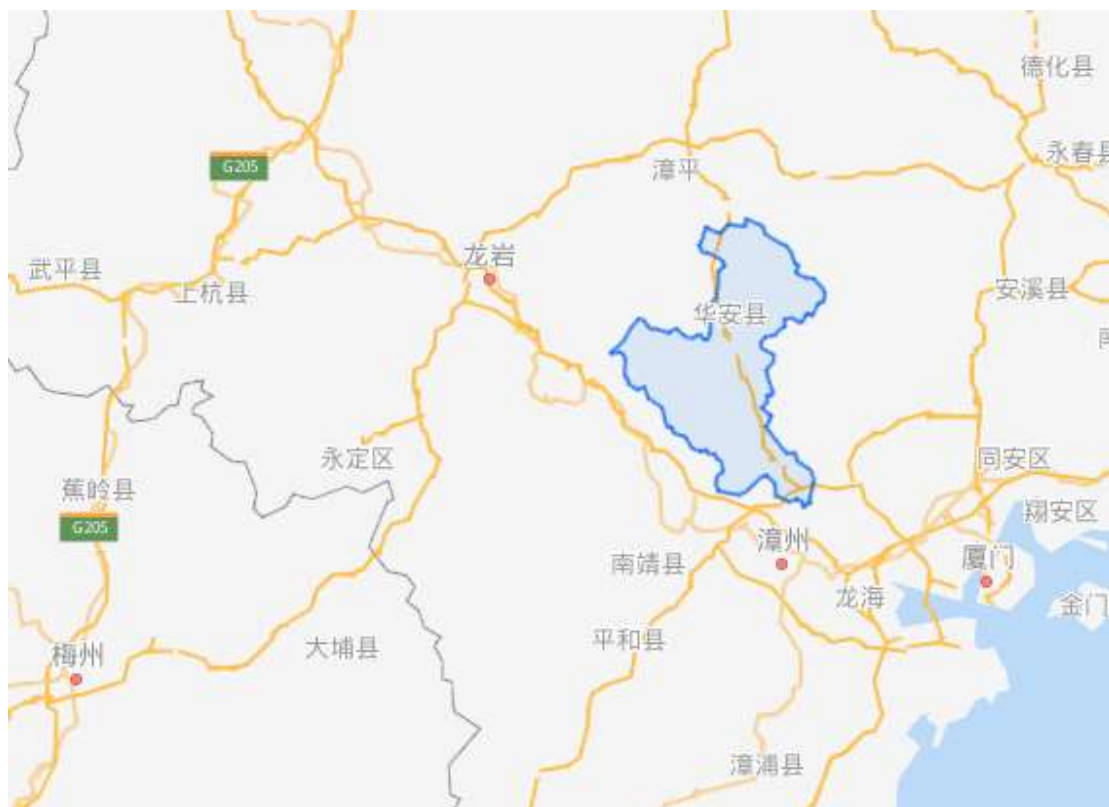 德化县
永春县
G205
漳平
龙岩
武平县
上杭县
安溪县
华安县
南
永定区
同安区
蕉岭县
翔安区
G205
漳州
厦门
南靖县
龙海
金门
平和县
大埔县
梅州
漳浦县